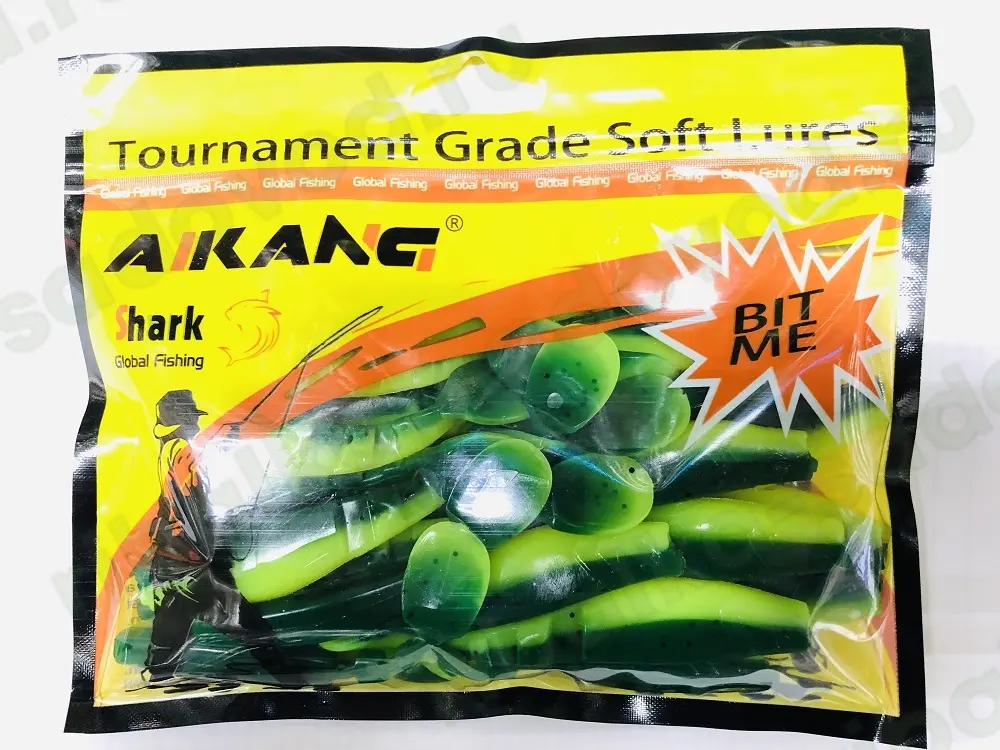 Tournament Grade Soft Lures
Global Fishing Global Fishing Global Fishing Global Fishing Global Fishing Global Fishing Global Fishing Global Fishing Global Fishing
AIKANG®
Shark
Global Fishing
BIT
ME